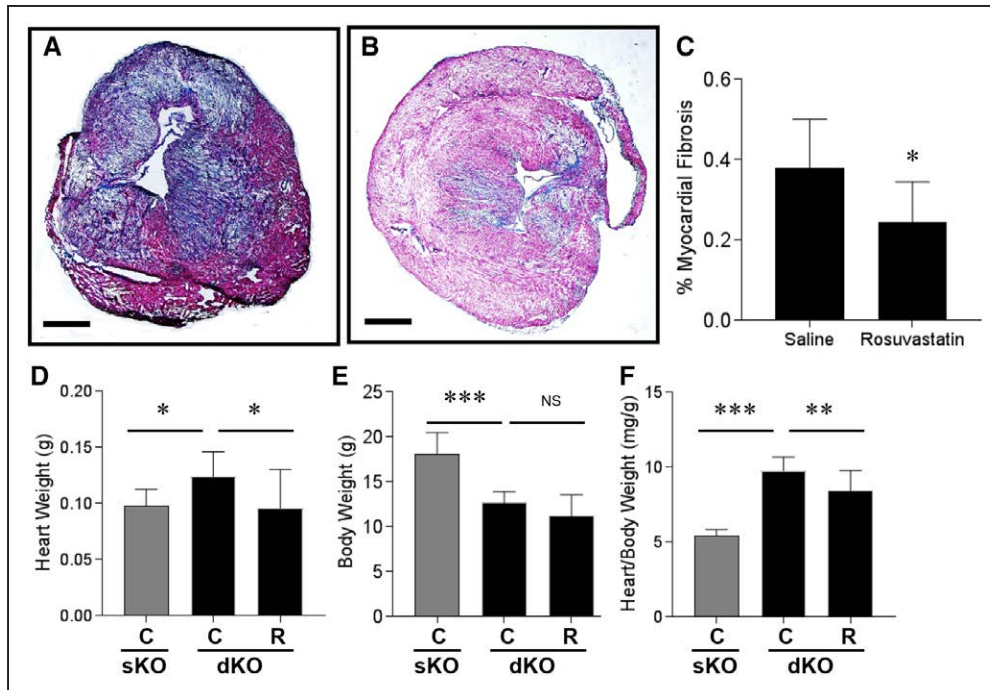 A
B
C
0.6
0.4
0.2
0.0
% Myocardial Fibrosis
*
Saline
Rosuvastatin
D
0.20
0.15
0.10
0.05
0.00
Heart Weight (g)
*
*
C
C
R
sKO
dKO
E
25
20
15
10
5
0
Body Weight (g)
***
NS
C
C
R
sKO
dKO
F
15
10
5
0
Heart/Body Weight (mg/g)
***
**
C
C
R
sKO
dKO